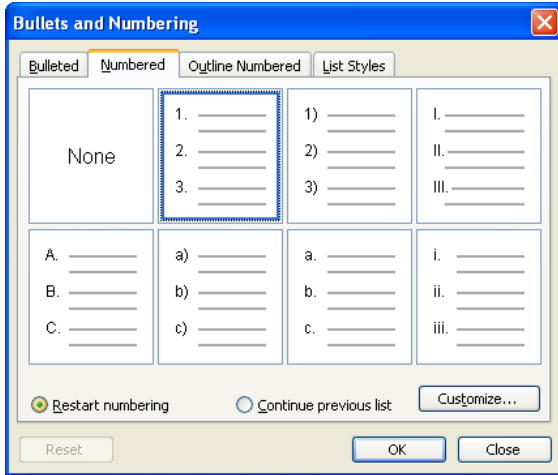 Bullets and Numbering
Bulleted Numbered Outline Numbered List Styles
None
1.
2.
3.
1)
2)
3)
I.
II.
III.
A.
B.
C.
a)
b)
c)
a.
b.
c.
i.
ii.
iii.
Restart numbering Continue previous list Customize...
Reset OK Close